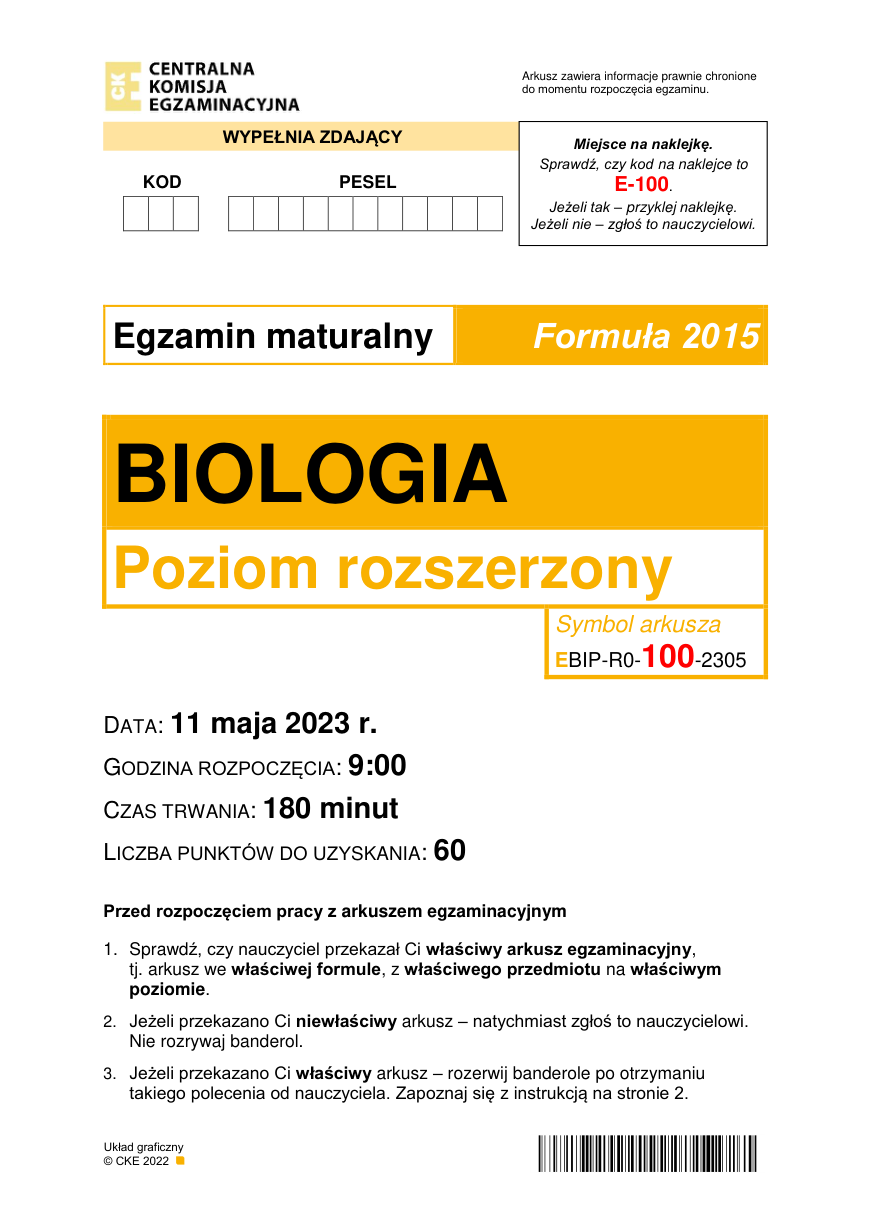 CENTRALNA
KOMISJA
EGZAMINACYJNA
CKE
Arkusz zawiera informacje prawnie chronione
do momentu rozpoczęcia egzaminu.
WYPEŁNIA ZDAJĄCY
KOD
PESEL
Miejsce na naklejkę.
Sprawdź, czy kod na naklejce to
E-100.
Jeżeli tak – przyklej naklejkę.
Jeżeli nie – zgłoś to nauczycielowi.
Egzamin maturalny
Formuła 2015
BIOLOGIA
Poziom rozszerzony
Symbol arkusza
EBIP-R0-100-2305
DATA: 11 maja 2023 r.
GODZINA ROZPOCZĘCIA: 9:00
CZAS TRWANIA: 180 minut
LICZBA PUNKTÓW DO UZYSKANIA: 60
Przed rozpoczęciem pracy z arkuszem egzaminacyjnym
1. Sprawdź, czy nauczyciel przekazał Ci właściwy arkusz egzaminacyjny,
tj. arkusz we właściwej formule, z właściwego przedmiotu na właściwym
poziomie.
2. Jeżeli przekazano Ci niewłaściwy arkusz – natychmiast zgłoś to nauczycielowi.
Nie rozrywaj banderol.
3. Jeżeli przekazano Ci właściwy arkusz – rozerwij banderole po otrzymaniu
takiego polecenia od nauczyciela. Zapoznaj się z instrukcją na stronie 2.
Układ graficzny
© CKE 2022